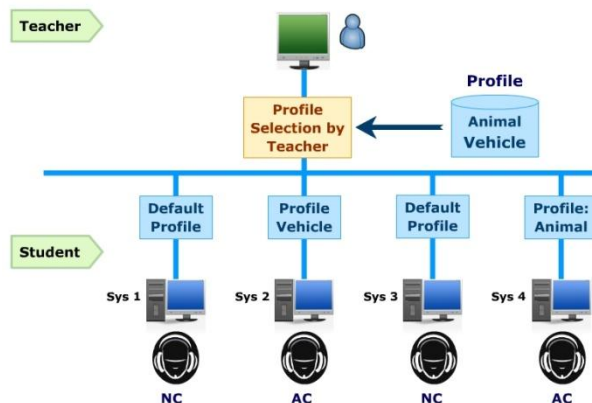 Teacher
Profile
Profile
Selection by
Teacher
Animal
Vehicle
Default
Profile
Profile
Vehicle
Default
Profile
Profile:
Animal
Student
Sys 1
Sys 2
Sys 3
Sys 4
NC
AC
NC
AC